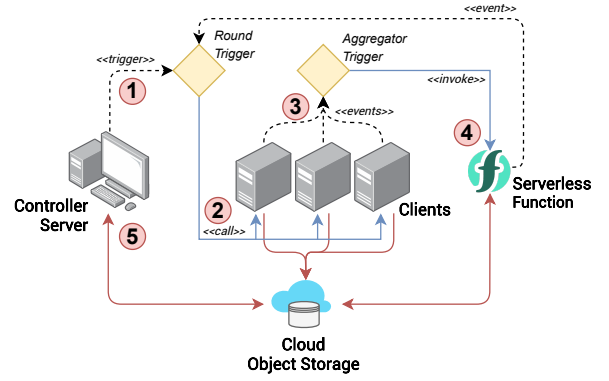 <<event>>
Round
Trigger
Aggregator
Trigger
<<trigger>>
<<invoke>>
1
3
<<events>>
4
Controller
Server
2
Clients
Serverless
Function
5
<<call>>
Cloud
Object Storage